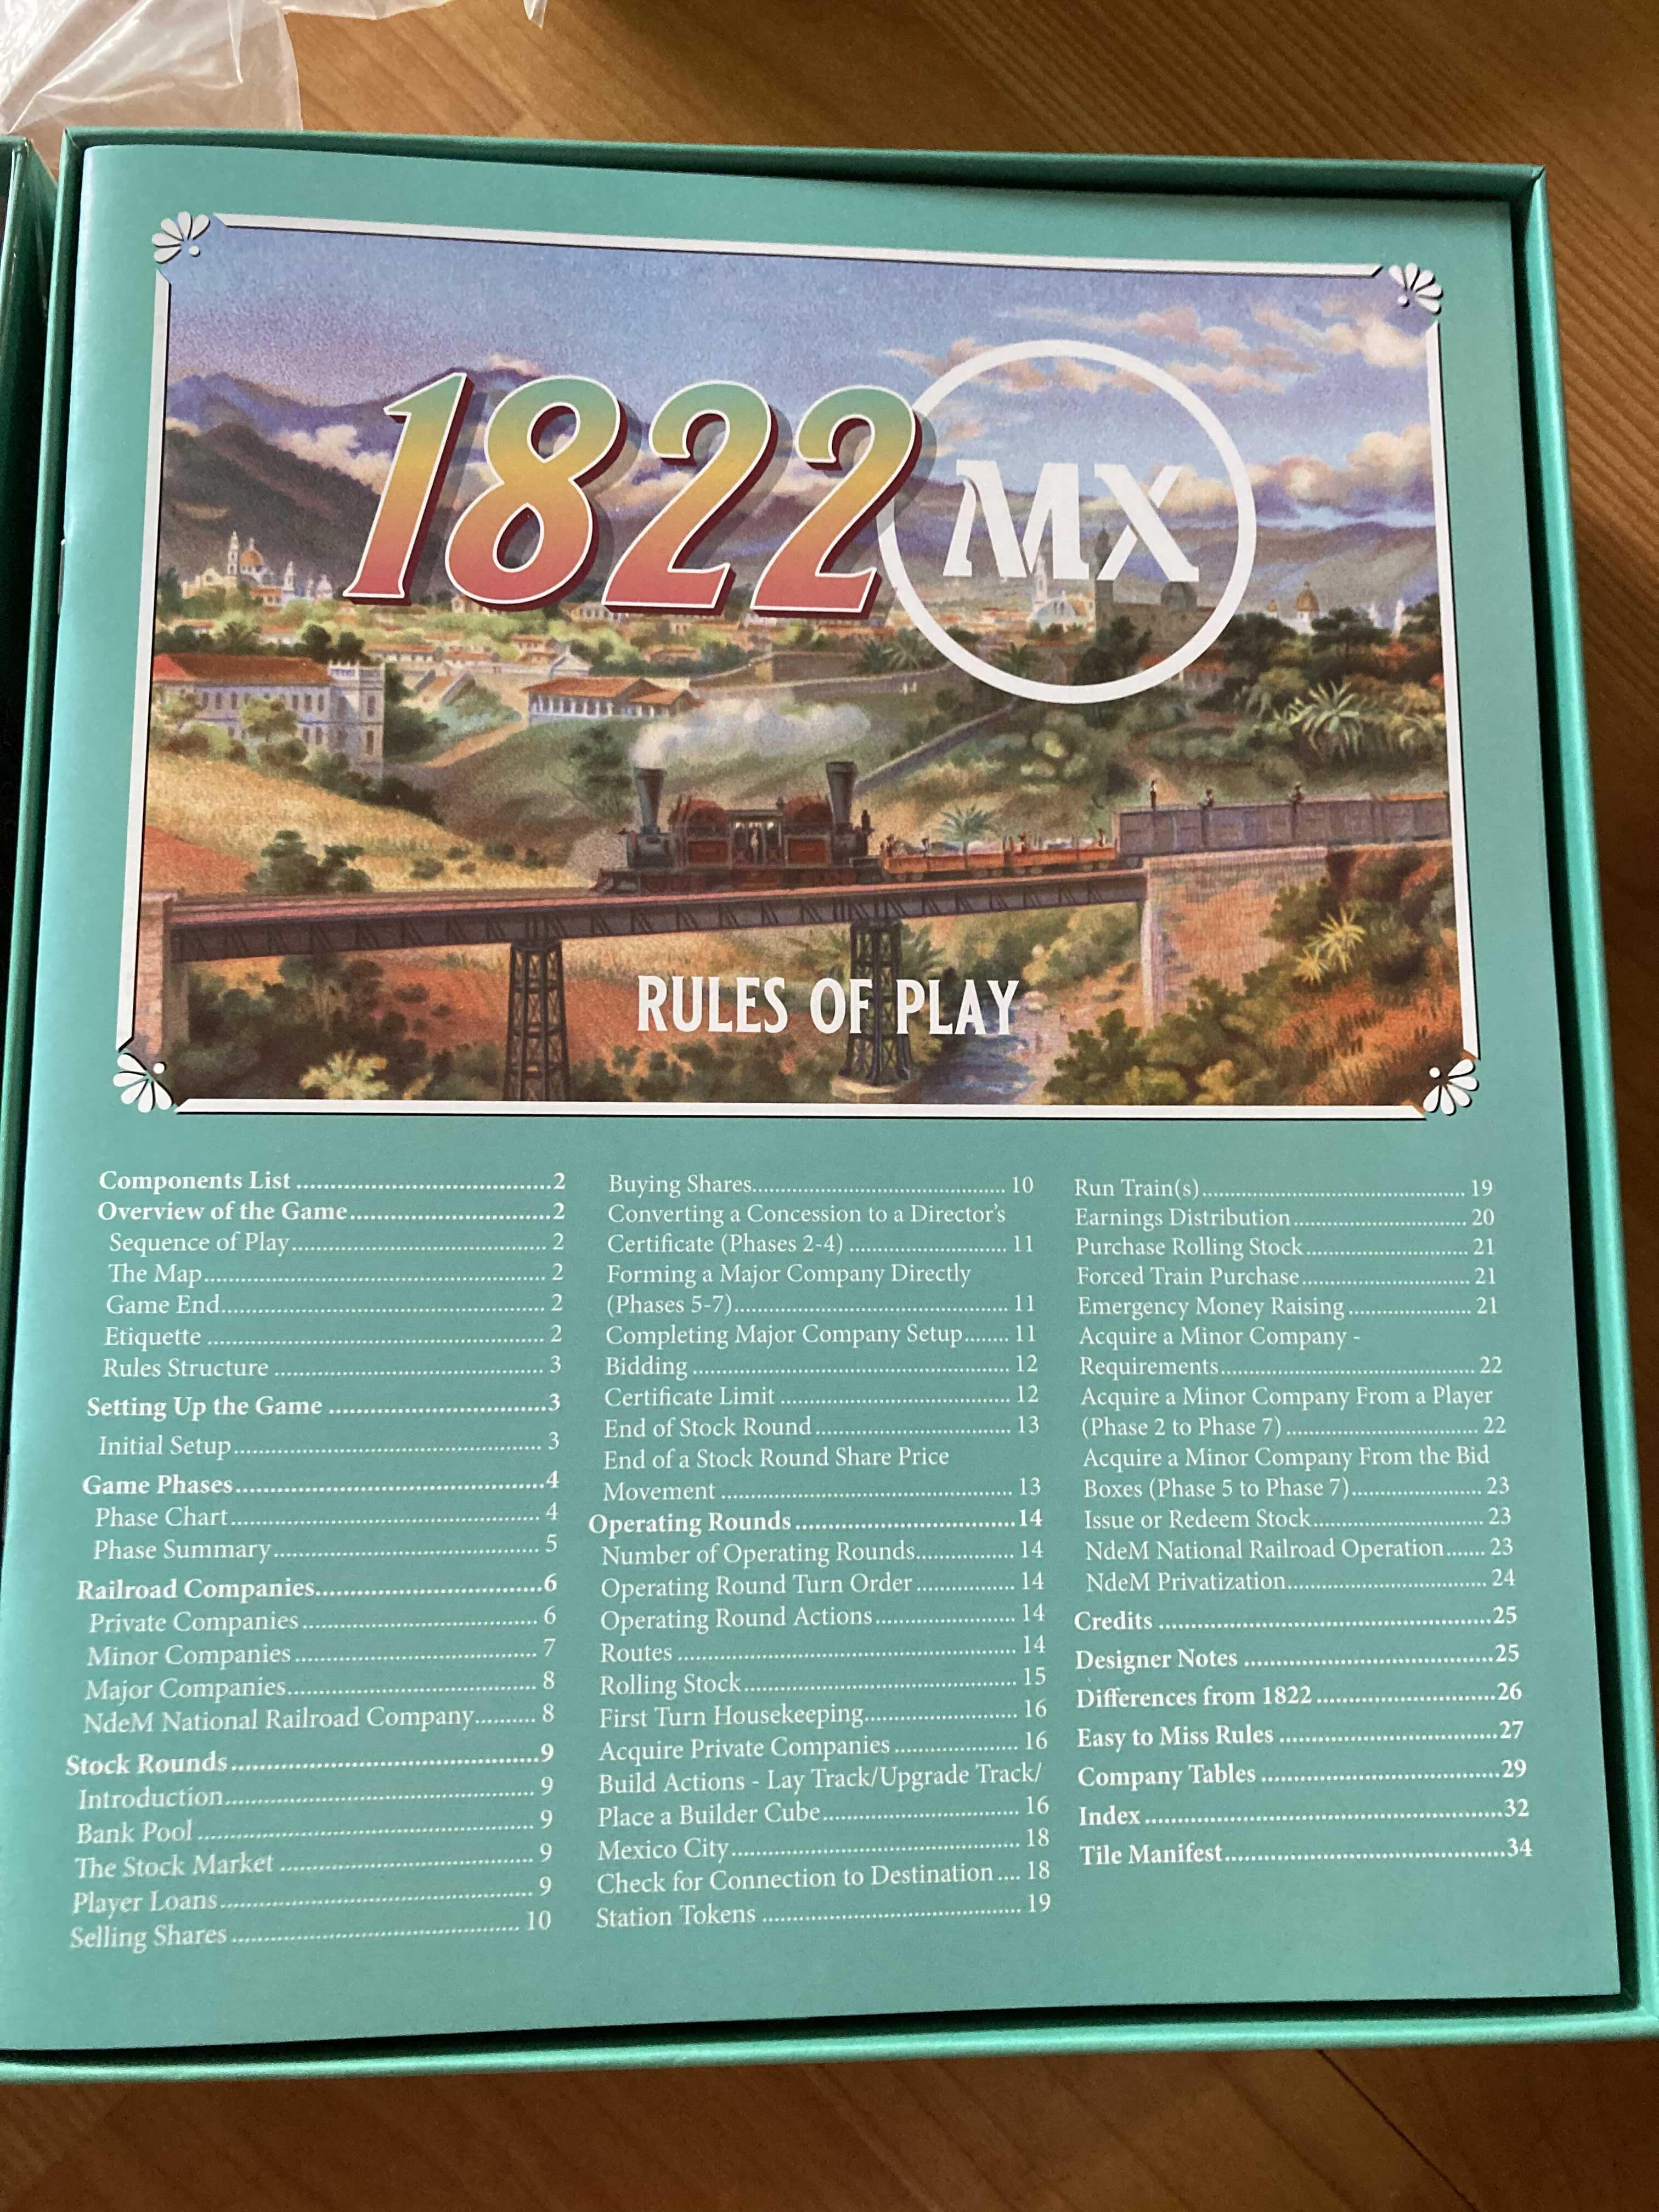 1822 MX
RULES OF PLAY
Components List ........ 2
Overview of the Game ........ 2
Sequence of Play ........ 2
The Map ........ 2
Game End ........ 2
Etiquette ........ 2
Rules Structure ........ 3
Setting Up the Game ........ 3
Initial Setup ........ 3
Game Phases ........ 4
Phase Chart ........ 4
Phase Summary ........ 5
Railroad Companies ........ 6
Private Companies ........ 6
Minor Companies ........ 7
Major Companies ........ 8
NdeM National Railroad Company ........ 8
Stock Rounds ........ 9
Introduction ........ 9
Bank Pool ........ 9
The Stock Market ........ 9
Player Loans ........ 9
Selling Shares ........ 10
Buying Shares ........ 10
Converting a Concession to a Director's
Certificate (Phases 2-4) ........ 11
Forming a Major Company Directly
(Phases 5-7) ........ 11
Completing Major Company Setup ........ 11
Bidding ........ 12
Certificate Limit ........ 12
End of Stock Round ........ 13
End of a Stock Round Share Price
Movement ........ 13
Operating Rounds ........ 14
Number of Operating Rounds ........ 14
Operating Round Turn Order ........ 14
Operating Round Actions ........ 14
Routes ........ 14
Rolling Stock ........ 15
First Turn Housekeeping ........ 16
Acquire Private Companies ........ 16
Build Actions - Lay Track/Upgrade Track/
Place a Builder Cube ........ 16
Mexico City ........ 18
Check for Connection to Destination .... 18
Station Tokens ........ 19
Run Train(s) ........ 19
Earnings Distribution ........ 20
Purchase Rolling Stock ........ 21
Forced Train Purchase ........ 21
Emergency Money Raising ........ 21
Acquire a Minor Company -
Requirements ........ 22
Acquire a Minor Company From a Player
(Phase 2 to Phase 7) ........ 22
Acquire a Minor Company From the Bid
Boxes (Phase 5 to Phase 7) ........ 23
Issue or Redeem Stock ........ 23
NdeM National Railroad Operation ....... 23
NdeM Privatization ........ 24
Credits ........ 25
Designer Notes ........ 25
Differences from 1822 ........ 26
Easy to Miss Rules ........ 27
Company Tables ........ 29
Index ........ 32
Tile Manifest ........ 34